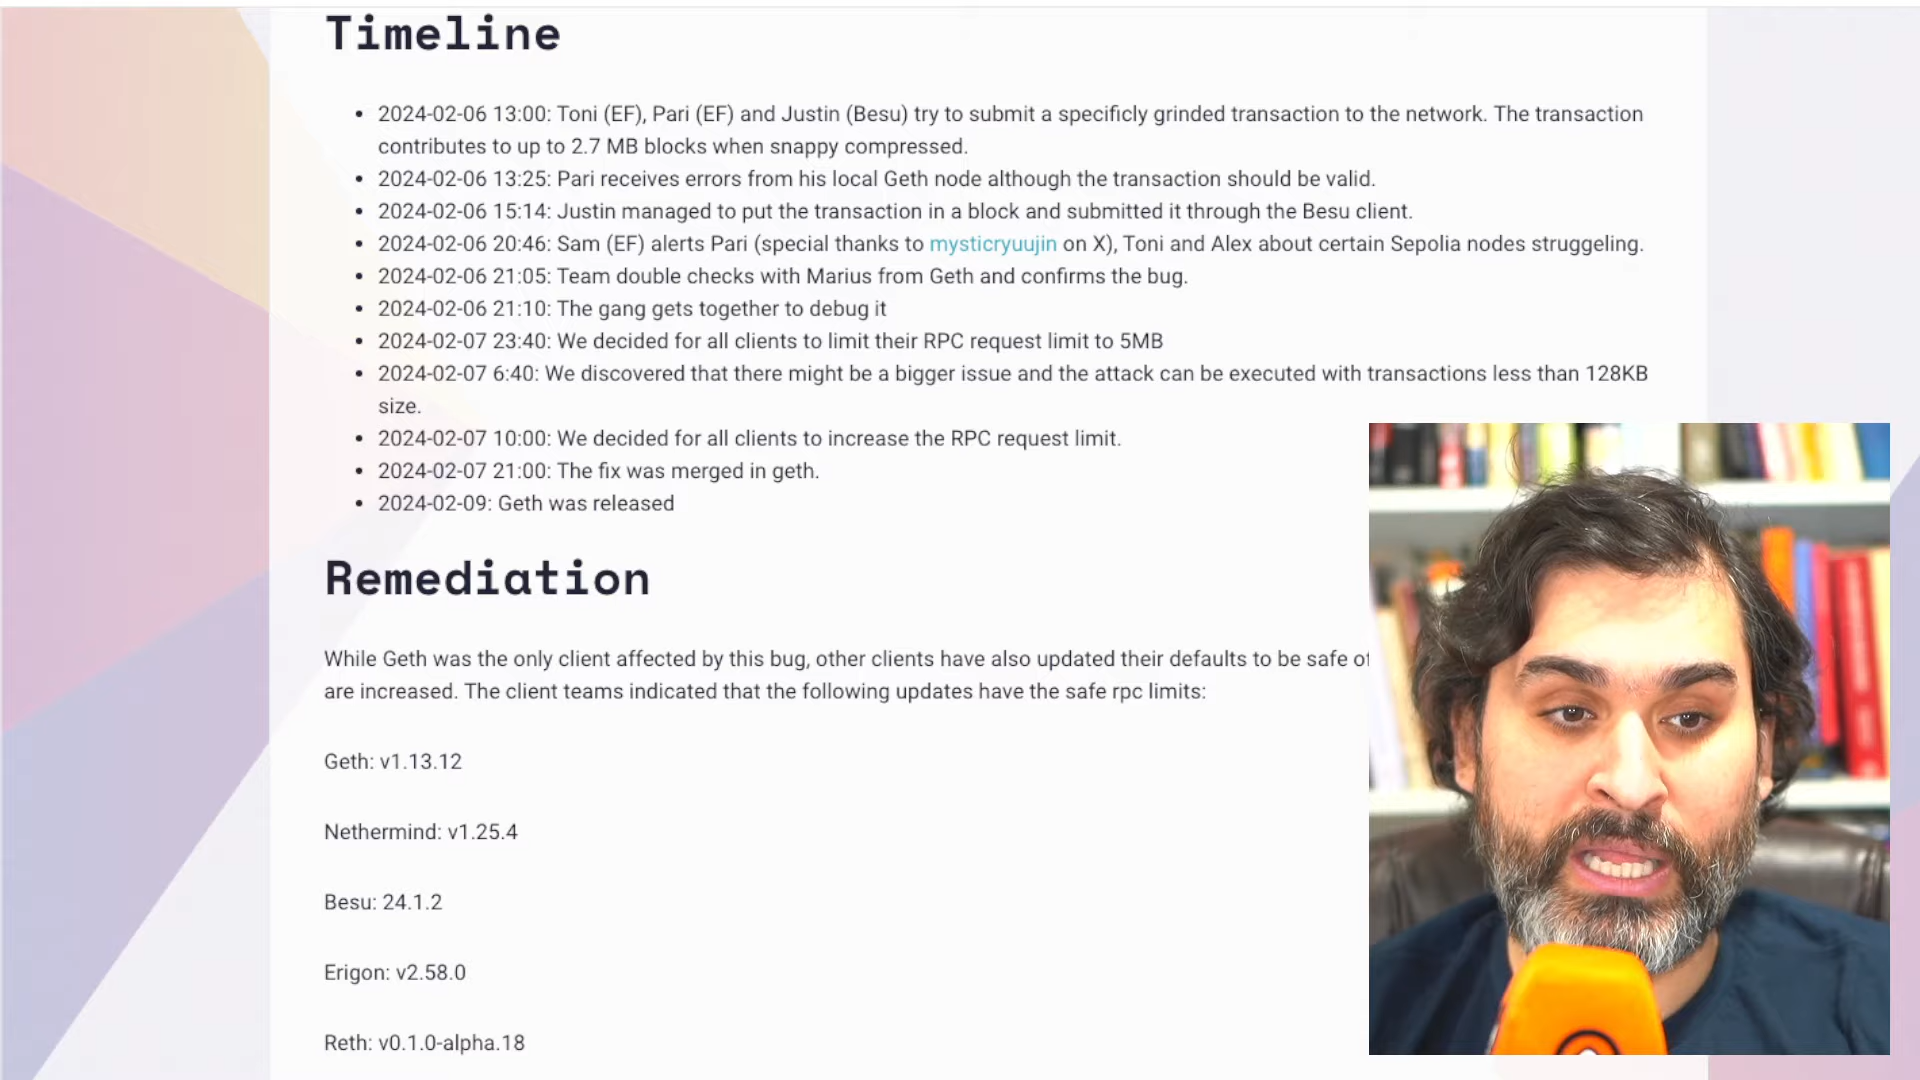 Timeline
• 2024-02-06 13:00: Toni (EF), Pari (EF) and Justin (Besu) try to submit a specificly grinded transaction to the network. The transaction
contributes to up to 2.7 MB blocks when snappy compressed.
• 2024-02-06 13:25: Pari receives errors from his local Geth node although the transaction should be valid.
• 2024-02-06 15:14: Justin managed to put the transaction in a block and submitted it through the Besu client.
• 2024-02-06 20:46: Sam (EF) alerts Pari (special thanks to mysticryuujin on X), Toni and Alex about certain Sepolia nodes struggeling.
• 2024-02-06 21:05: Team double checks with Marius from Geth and confirms the bug.
• 2024-02-06 21:10: The gang gets together to debug it
• 2024-02-07 23:40: We decided for all clients to limit their RPC request limit to 5MB
• 2024-02-07 6:40: We discovered that there might be a bigger issue and the attack can be executed with transactions less than 128KB
size.
• 2024-02-07 10:00: We decided for all clients to increase the RPC request limit.
• 2024-02-07 21:00: The fix was merged in geth.
• 2024-02-09: Geth was released
Remediation
While Geth was the only client affected by this bug, other clients have also updated their defaults to be safe
are increased. The client teams indicated that the following updates have the safe rpc limits:
Geth: v1.13.12
Nethermind: v1.25.4
Besu: 24.1.2
Erigon: v2.58.0
Reth: v0.1.0-alpha.18